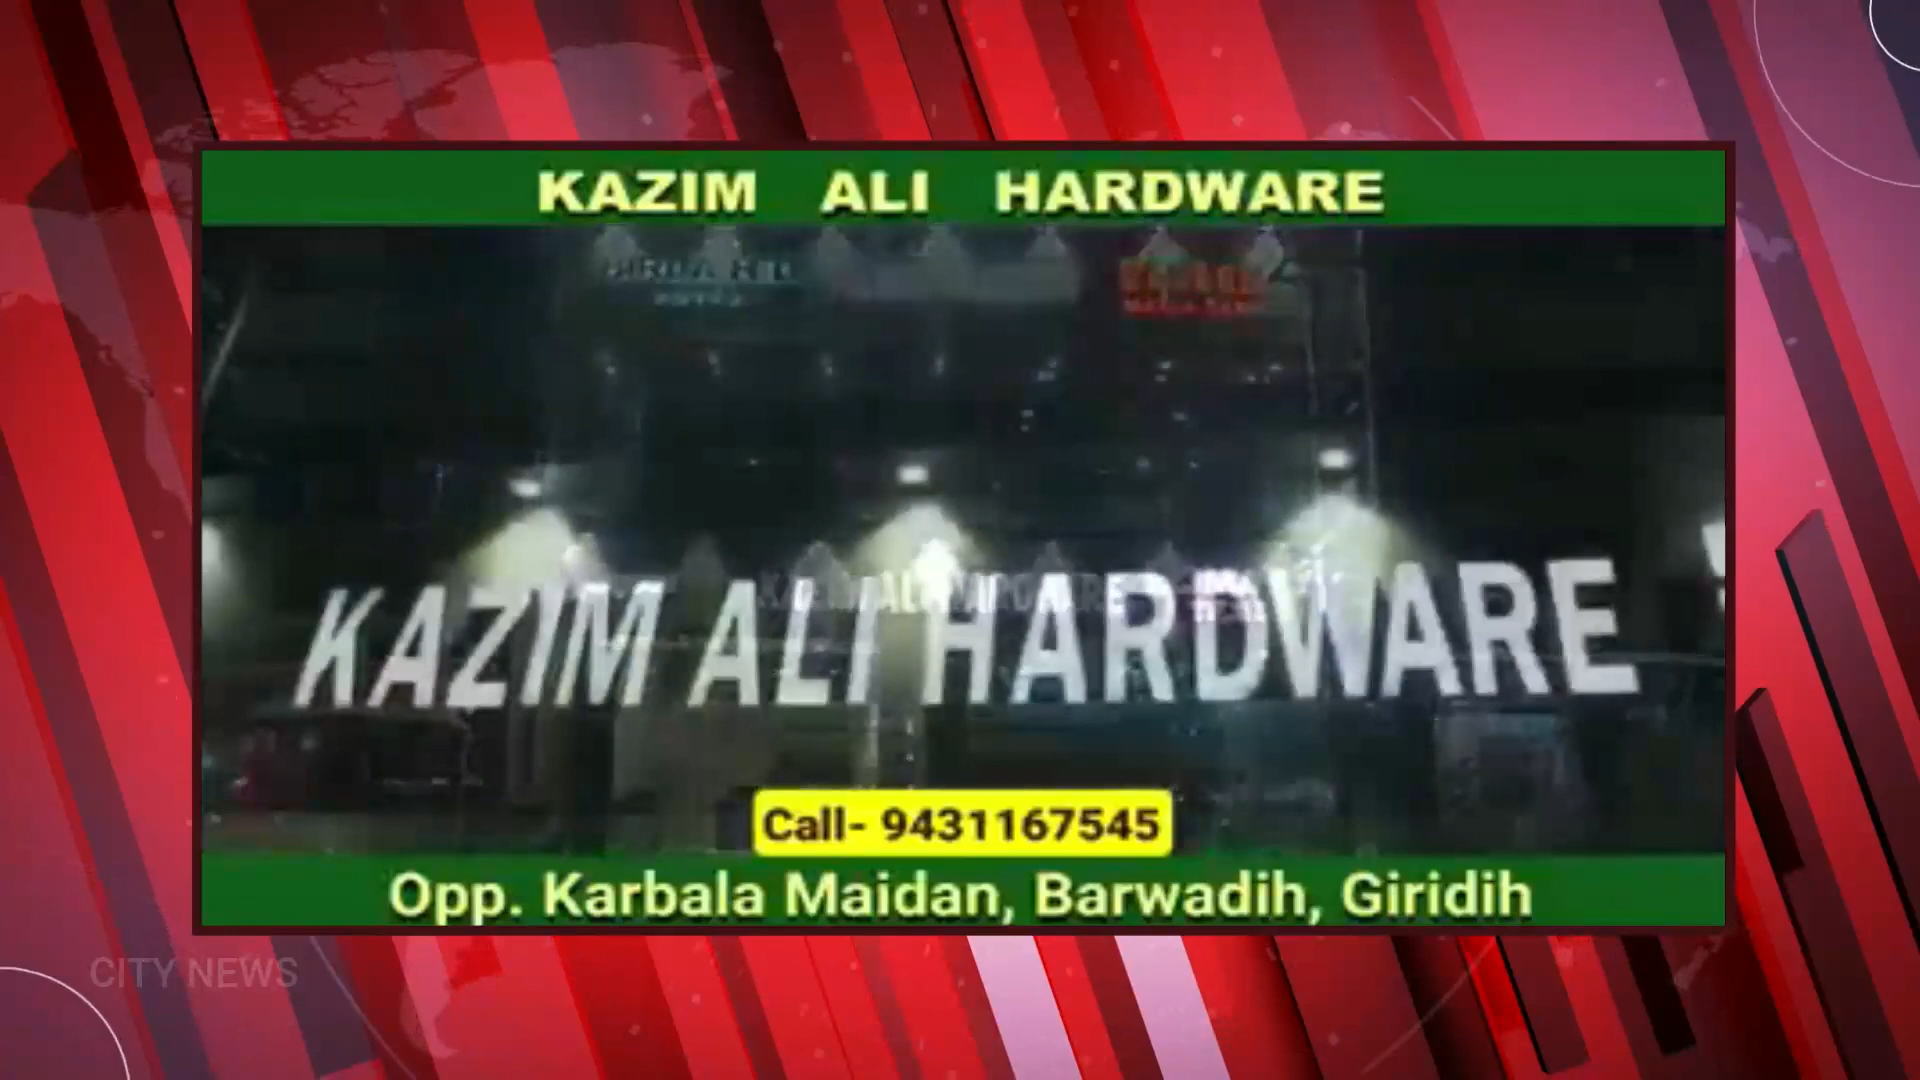 KAZIM ALI HARDWARE
KAZIM ALI HARDWARE
Call- 9431167545
Opp. Karbala Maidan, Barwadih, Giridih
CITY NEWS